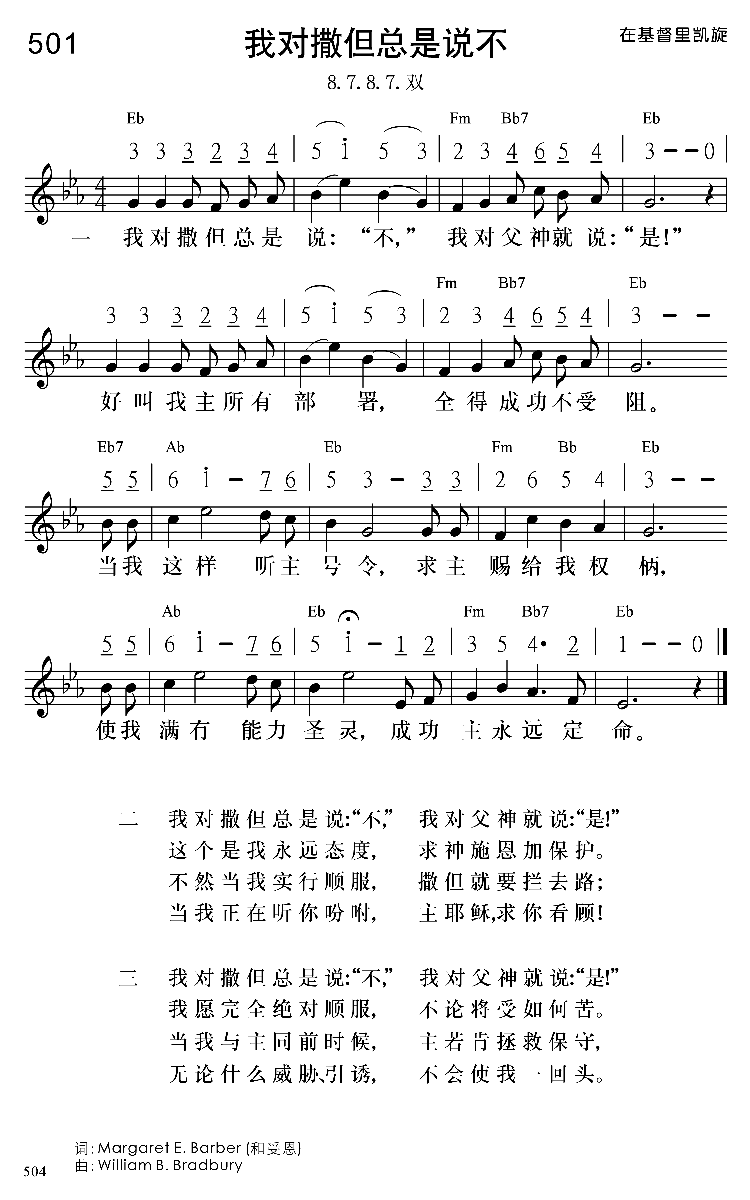 501 我对撒但总是说不 在基督里凯旋
8. 7. 8. 7. 双
Eb Fm Bb7 Eb
3 3 3 2 3 4 | 5 i 5 3 | 2 3 4 6 5 4 | 3 – – 0
4 4
一 我对撒但总是 说：“不，” 我对父神就说：“是！”
Fm Bb7 Eb
3 3 3 2 3 4 | 5 i 5 3 | 2 3 4 6 5 4 | 3 – –
好叫我主所有部署， 全得成功不受阻。
Eb7 Ab Eb Fm Bb Eb
5 5 | 6 i – 7 6 | 5 3 – 3 3 | 2 6 5 4 | 3 – –
当我这样听主号令，求主赐给我权柄，
Ab Eb Fm Bb7 Eb
5 5 | 6 i – 7 6 | 5 i – 1 2 | 3 5 4· 2 | 1 – – 0
使我满有能力圣灵，成功主永远定命。
二 我对撒但总是说：“不，” 我对父神就说：“是！”
这个是我永远态度， 求神施恩加保护。
不然当我实行顺服， 撒但就要拦去路；
当我正在听你吩咐， 主耶稣，求你看顾！
三 我对撒但总是说：“不，” 我对父神就说：“是！”
我愿完全绝对顺服， 不论将受如何苦。
当我与主同前时候， 主若肯拯救保守，
无论什么威胁、引诱， 不会使我一回头。
词：Margaret E. Barber (和受恩)
曲：William B. Bradbury
504